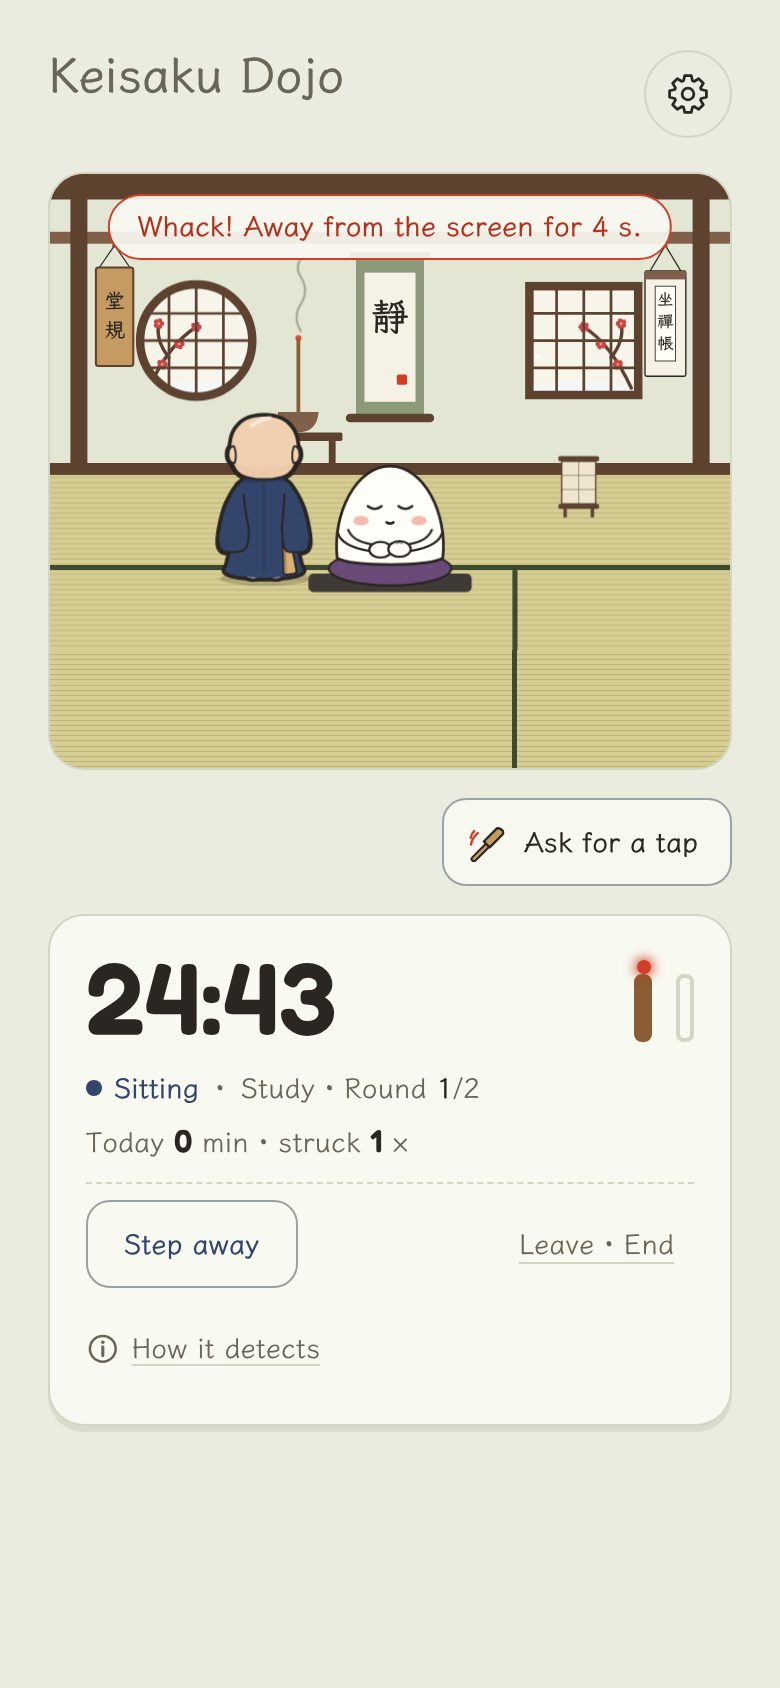 Keisaku Dojo
Whack! Away from the screen for 4 s.
堂規
靜
坐禪帳
Ask for a tap
24:43
Sitting • Study • Round 1/2
Today 0 min • struck 1 ×
Step away
Leave • End
How it detects